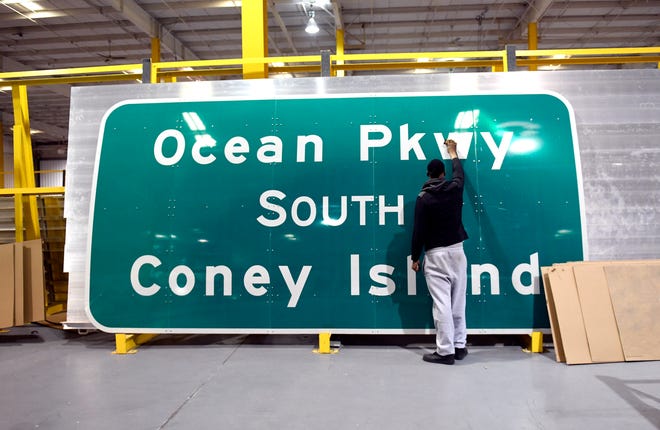 Ocean Pkwy
SOUTH
Coney Island